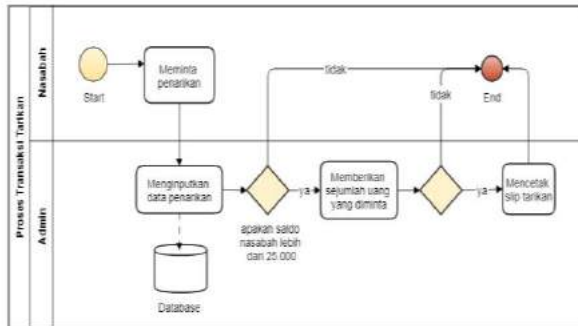 Proses Transaksi Tarikan
Nasabah
Start
Meminta
penarikan
tidak
tidak
End
Admin
Menginputkan
data penarikan
ya
Memberikan
sejumlah uang
yang diminta
ya
Mencetak
slip tarikan
apakah saldo
nasabah lebih
dari 25.000
Database